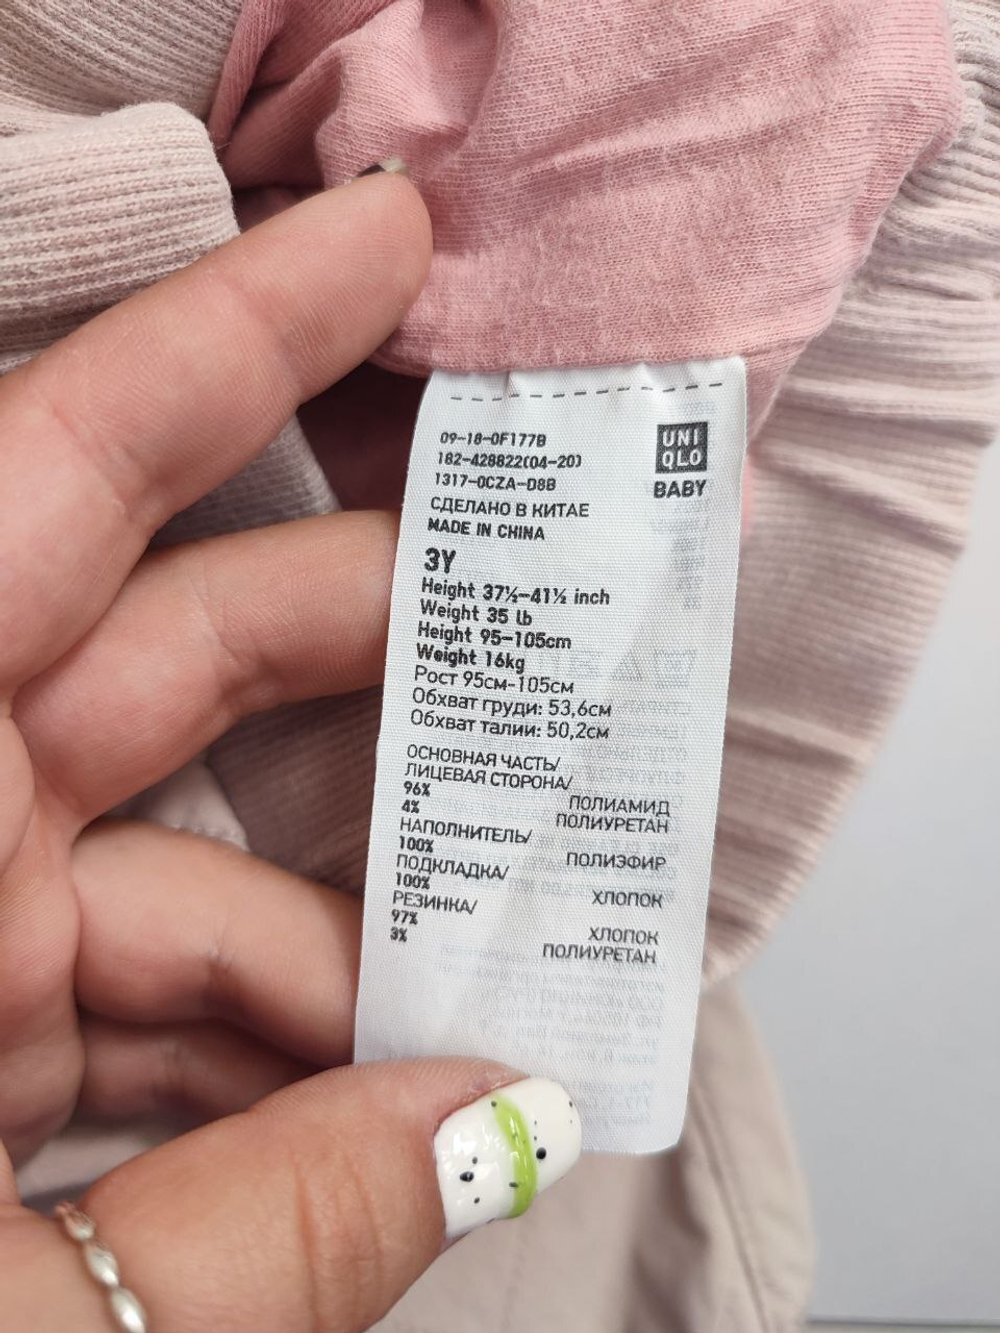 UNI
QLO
BABY
09-18-0F177B
182-428822(04-20)
1317-0CZA-D8B
СДЕЛАНО В КИТАЕ
MADE IN CHINA
3Y
Height 37½-41½ inch
Weight 35 lb
Height 95-105cm
Weight 16kg
Рост 95см-105см
Обхват груди: 53,6см
Обхват талии: 50,2см
ОСНОВНАЯ ЧАСТЬ/
ЛИЦЕВАЯ СТОРОНА/
96% ПОЛИАМИД
4% ПОЛИУРЕТАН
НАПОЛНИТЕЛЬ/
100% ПОЛИЭФИР
ПОДКЛАДКА/
100% ХЛОПОК
РЕЗИНКА/
97% ХЛОПОК
3% ПОЛИУРЕТАН